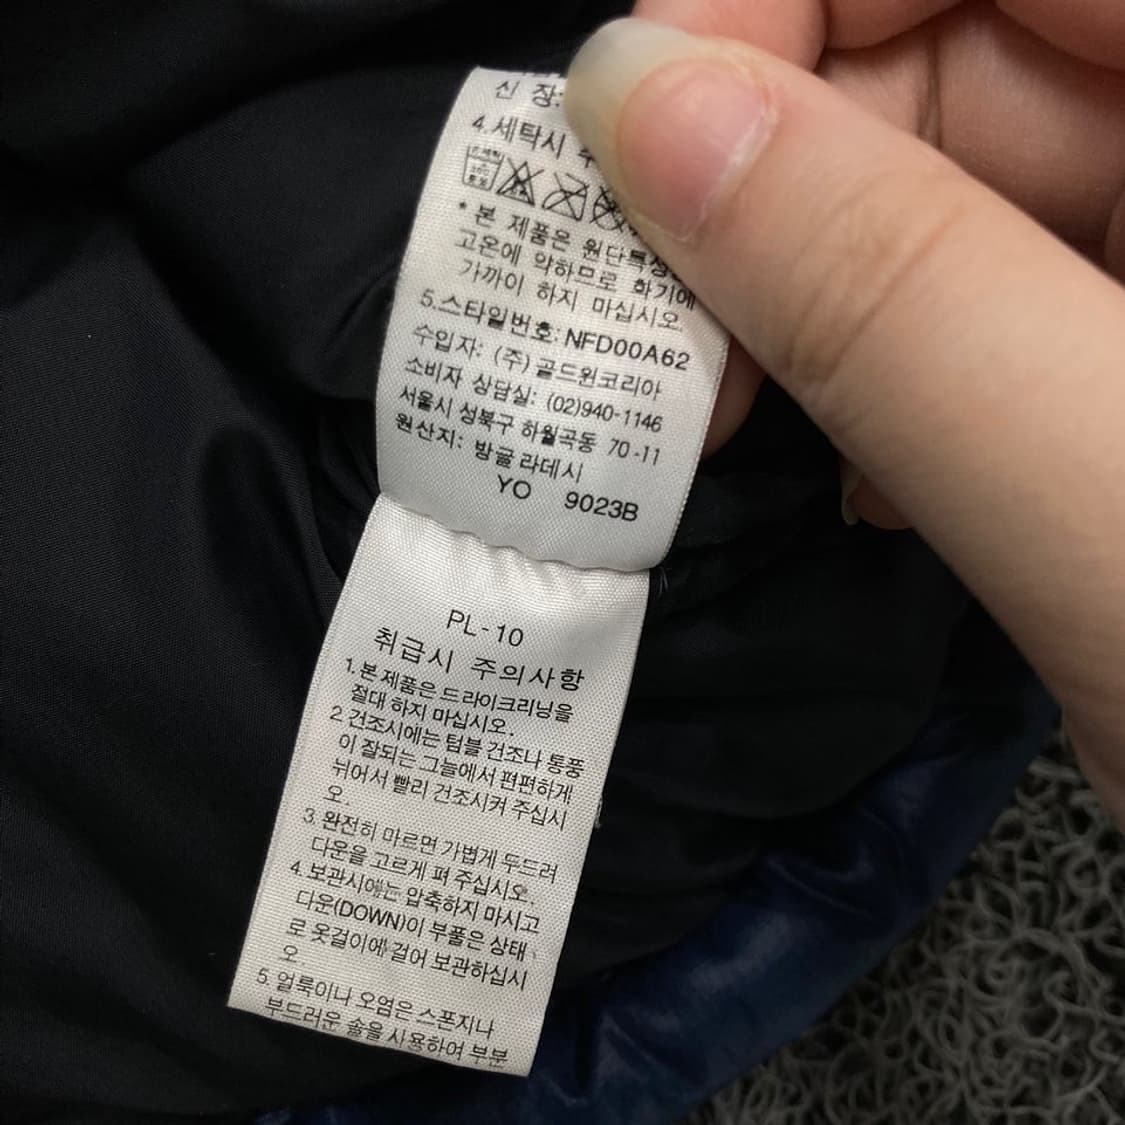 신 장:
4.세탁시
* 본 제품은 원단특성
고온에 약하므로 화기에
가까이 하지 마십시오.
5.스타일번호: NFD00A62
수입자: (주)골드윈코리아
소비자 상담실: (02)940-1146
서울시 성북구 하월곡동 70-11
원산지: 방글라데시
YO 9023B
PL-10
취급시 주의사항
1. 본 제품은 드라이크리닝을
절대 하지 마십시오.
2. 건조시에는 텀블 건조나 통풍
이 잘되는 그늘에서 편편하게
뉘어서 빨리 건조시켜 주십시
오.
3. 완전히 마르면 가볍게 두드려
다운을 고르게 펴 주십시오.
4. 보관시에는 압축하지 마시고
다운(DOWN)이 부풀은 상태
로 옷걸이에 걸어 보관하십시
오.
5. 얼룩이나 오염은 스폰지나
부드러운 솔을 사용하여 부분